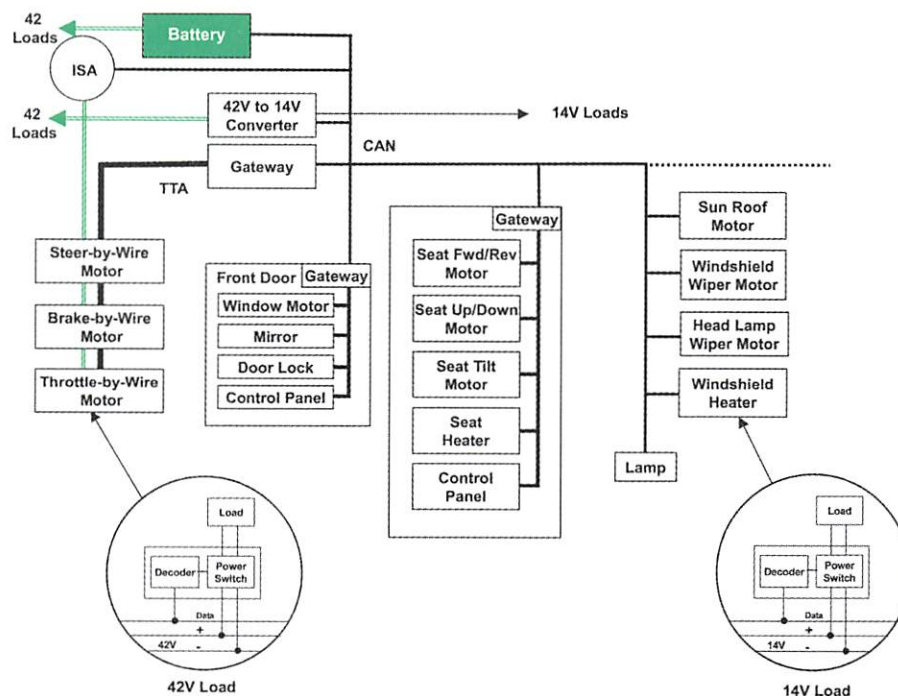 42
Loads
Battery
ISA
42
Loads
42V to 14V
Converter
14V Loads
CAN
Gateway
TTA
Steer-by-Wire
Motor
Brake-by-Wire
Motor
Throttle-by-Wire
Motor
Front Door
Gateway
Window Motor
Mirror
Door Lock
Control Panel
Gateway
Seat Fwd/Rev
Motor
Seat Up/Down
Motor
Seat Tilt
Motor
Seat
Heater
Control
Panel
Sun Roof
Motor
Windshield
Wiper Motor
Head Lamp
Wiper Motor
Windshield
Heater
Lamp
Load
Decoder
Power
Switch
Data
+
42V -
42V Load
Load
Decoder
Power
Switch
Data
+
14V -
14V Load